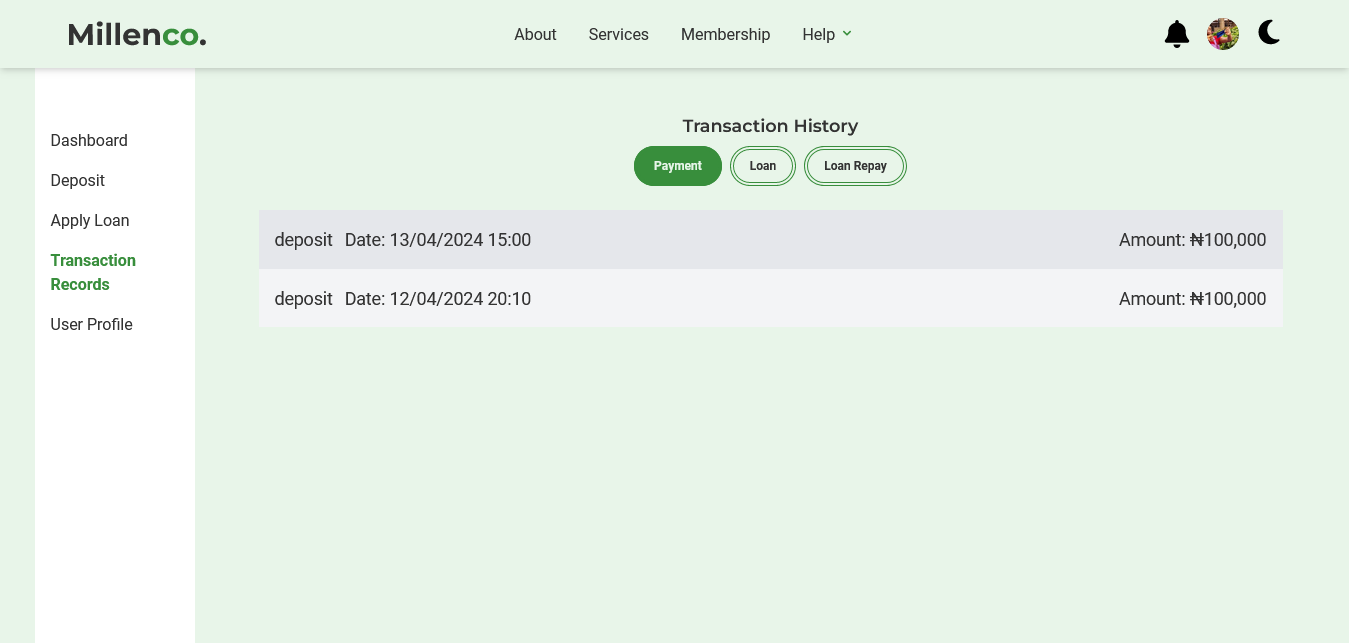 Millenco.
About Services Membership Help
Dashboard
Deposit
Apply Loan
Transaction
Records
User Profile
Transaction History
Payment Loan Loan Repay
deposit Date: 13/04/2024 15:00 Amount: ₦100,000
deposit Date: 12/04/2024 20:10 Amount: ₦100,000